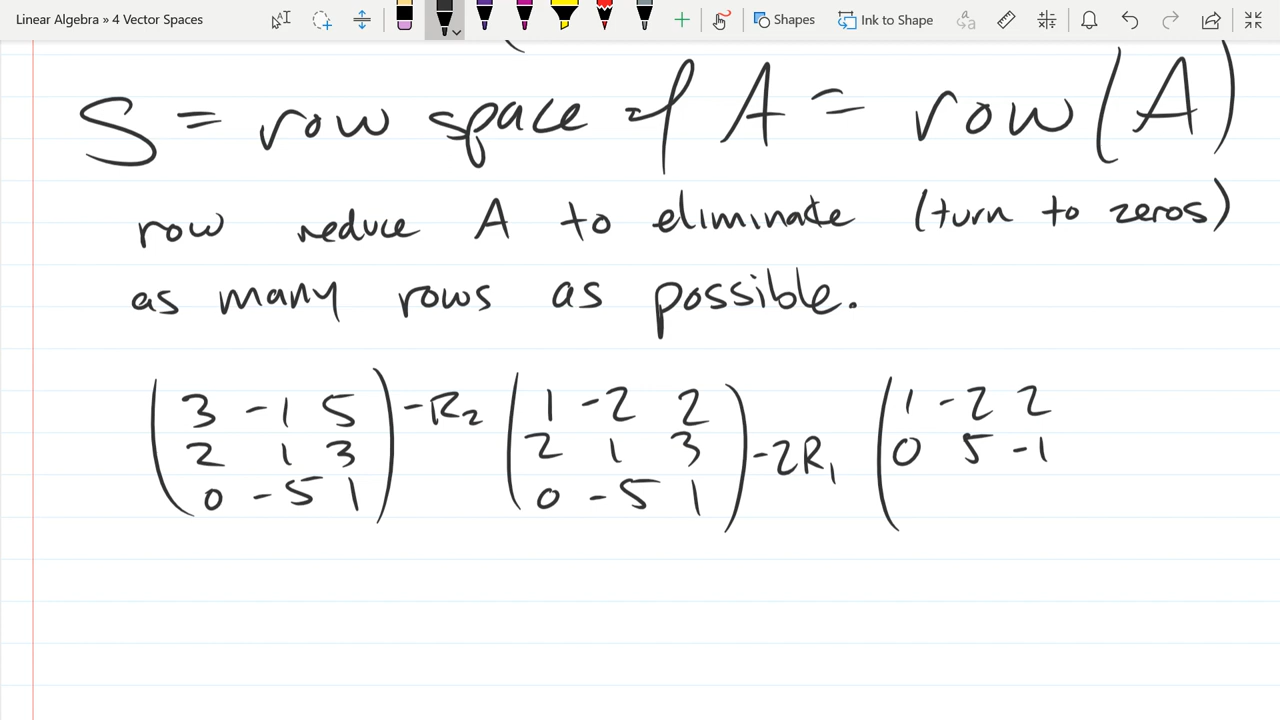 Linear Algebra » 4 Vector Spaces Shapes Ink to Shape
S = row space of A = row(A)
row reduce A to eliminate (turn to zeros)
as many rows as possible.
3 -1 5 -R2 1 -2 2 1 -2 2
2 1 3 2 1 3 -2R1 0 5 -1
0 -5 1 0 -5 1